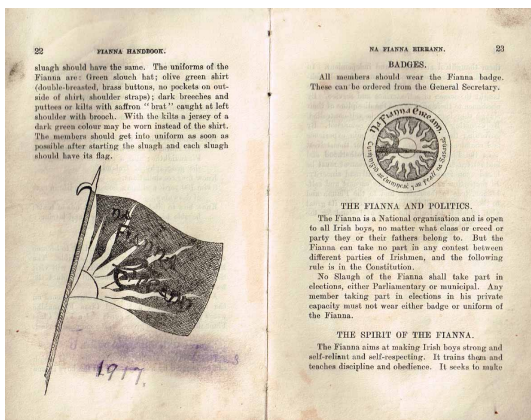 22 FIANNA HANDBOOK.
sluagh should have the same. The uniforms of the
Fianna are: Green slouch hat; olive green shirt
(double-breasted, brass buttons, no pockets on out-
side of shirt, shoulder straps); dark breeches and
puttees or kilts with saffron "brat" caught at left
shoulder with brooch. With the kilts a jersey of a
dark green colour may be worn instead of the shirt.
The members should get into uniform as soon as
possible after starting the sluagh and each slugh
should have its flag.
na
Fianna
Éireann
1917.
NA FIANNA EIREANN. 23
BADGES.
All members should wear the Fianna badge.
These can be ordered from the General Secretary.
Na Fianna Éireann
THE FIANNA AND POLITICS.
The Fianna is a National organisation and is open
to all Irish boys, no matter what class or creed or
party they or their fathers belong to. But the
Fianna can take no part in any contest between
different parties of Irishmen, and the following
rule is in the Constitution.
No Slaugh of the Fianna shall take part in
elections, either Parliamentary or municipal. Any
member taking part in elections in his private
capacity must not wear either badge or uniform of
the Fianna.
THE SPIRIT OF THE FIANNA.
The Fianna aims at making Irish boys strong and
self-reliant and self-respecting. It trains them and
teaches discipline and obedience. It seeks to make